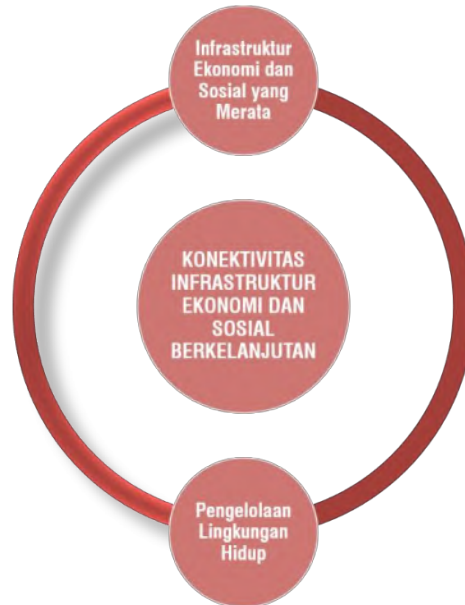 Infrastruktur
Ekonomi dan
Sosial yang
Merata
KONEKTIVITAS
INFRASTRUKTUR
EKONOMI DAN
SOSIAL
BERKELANJUTAN
Pengelolaan
Lingkungan
Hidup